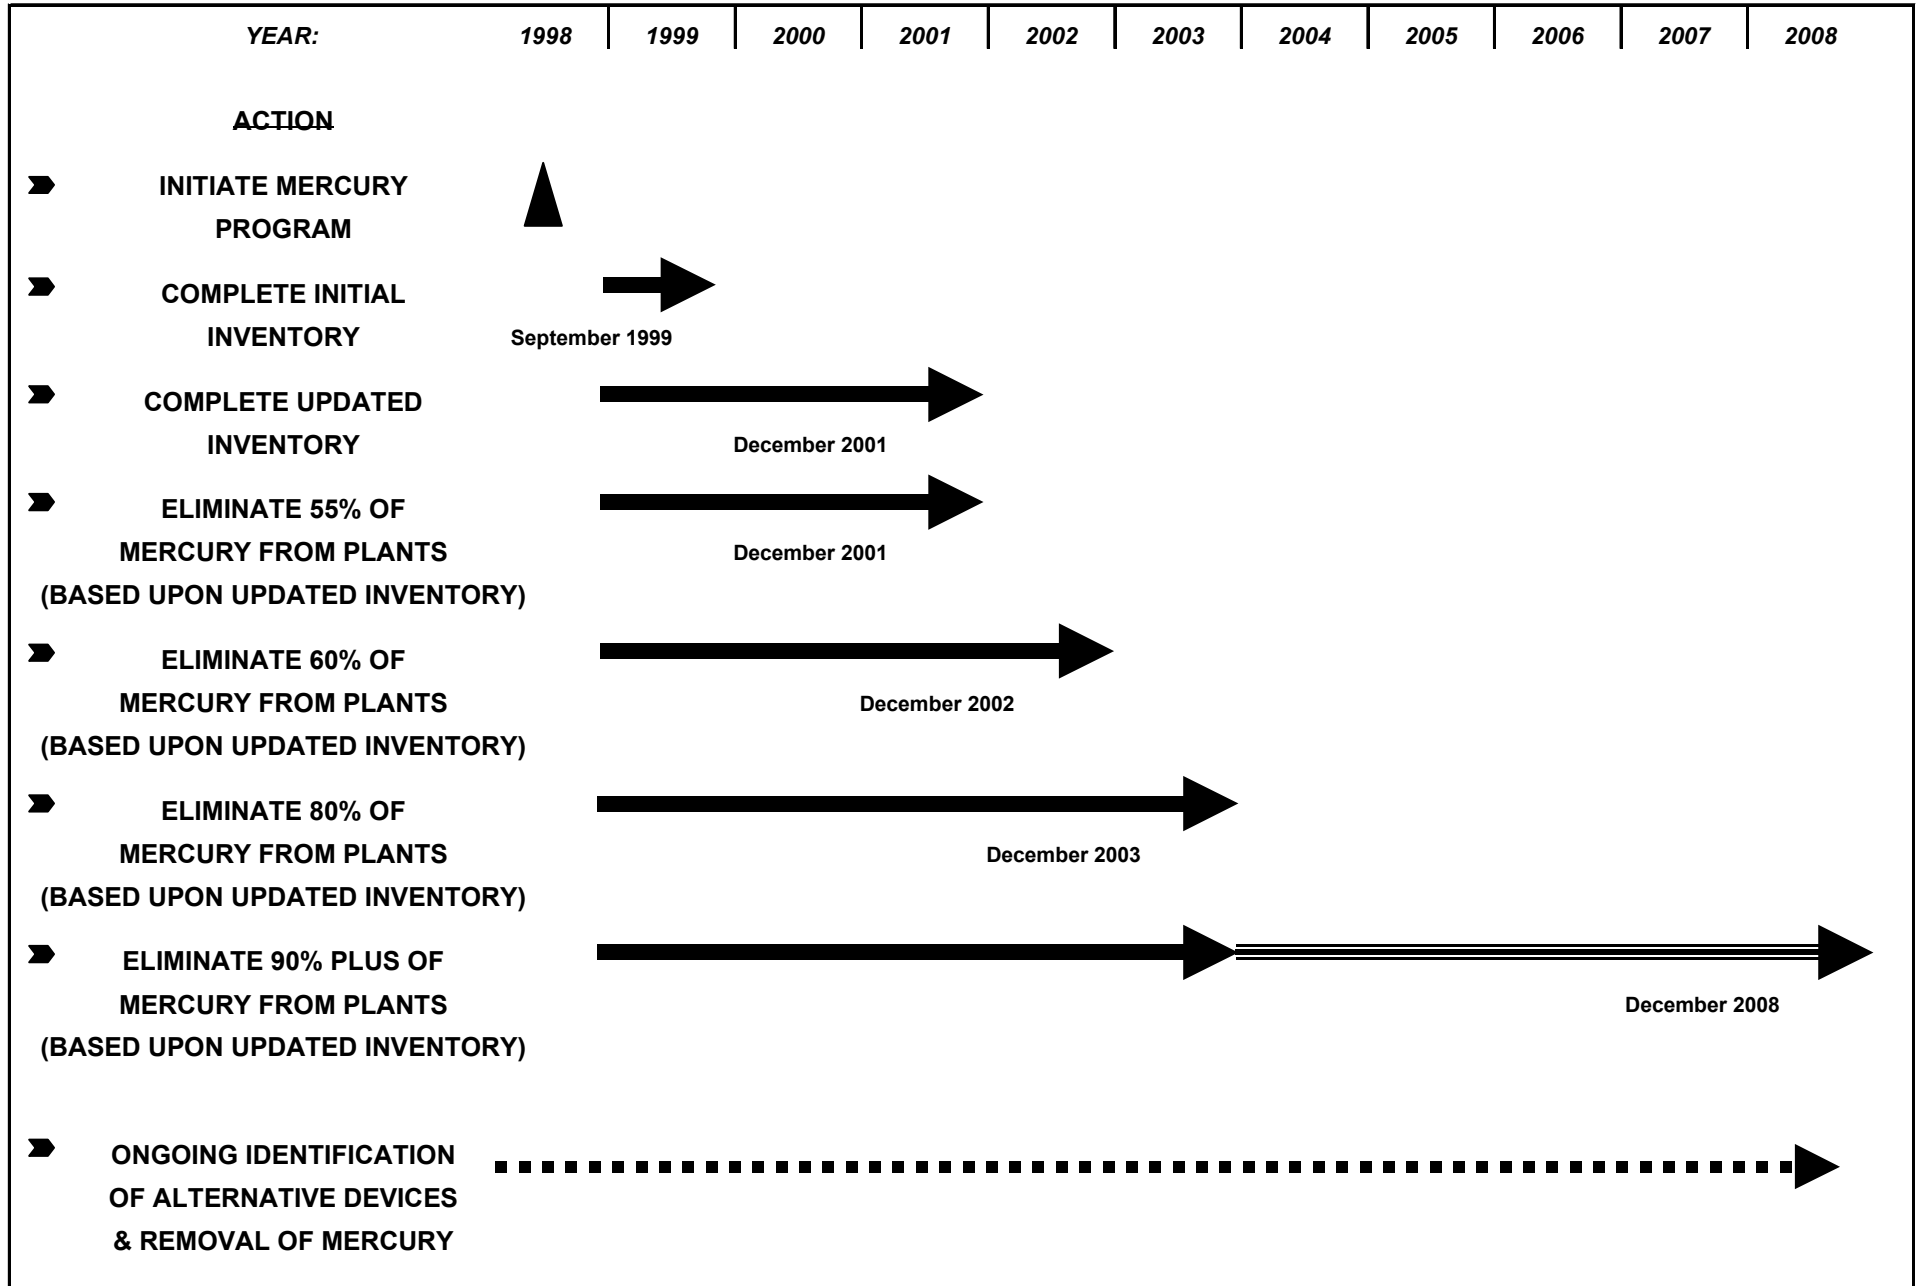 YEAR: 1998 1999 2000 2001 2002 2003 2004 2005 2006 2007 2008
ACTION
INITIATE MERCURY
PROGRAM
COMPLETE INITIAL
INVENTORY
September 1999
COMPLETE UPDATED
INVENTORY
December 2001
ELIMINATE 55% OF
MERCURY FROM PLANTS
December 2001
(BASED UPON UPDATED INVENTORY)
ELIMINATE 60% OF
MERCURY FROM PLANTS
December 2002
(BASED UPON UPDATED INVENTORY)
ELIMINATE 80% OF
MERCURY FROM PLANTS
December 2003
(BASED UPON UPDATED INVENTORY)
ELIMINATE 90% PLUS OF
MERCURY FROM PLANTS
December 2008
(BASED UPON UPDATED INVENTORY)
ONGOING IDENTIFICATION
OF ALTERNATIVE DEVICES
& REMOVAL OF MERCURY